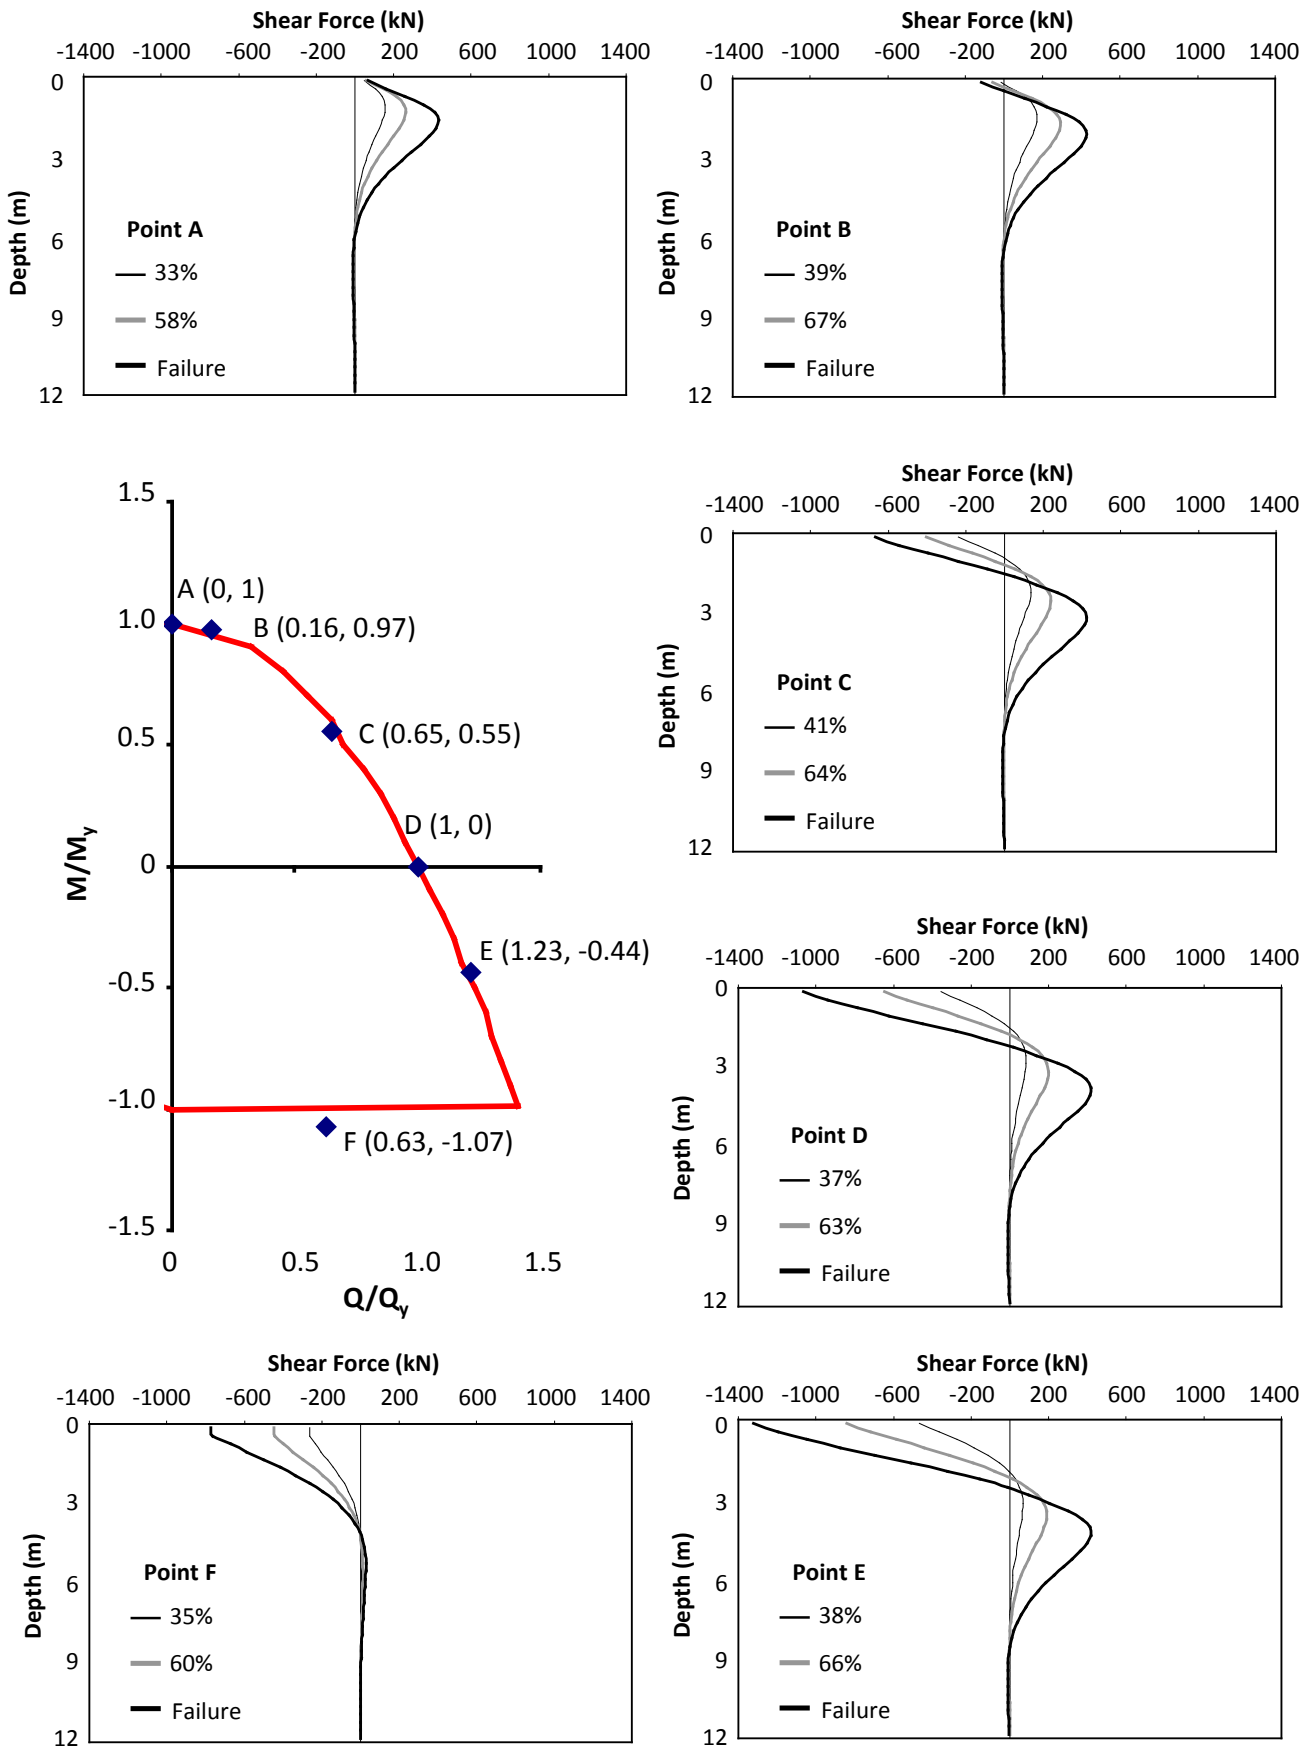 Shear Force (kN)
-1400 -1000 -600 -200 200 600 1000 1400
0
3
6
9
12
Depth (m)
Point A
33%
58%
Failure
Shear Force (kN)
-1400 -1000 -600 -200 200 600 1000 1400
0
3
6
9
12
Depth (m)
Point B
39%
67%
Failure
1.5
1.0
0.5
0
-0.5
-1.0
-1.5
M/My
A (0, 1)
B (0.16, 0.97)
C (0.65, 0.55)
D (1, 0)
E (1.23, -0.44)
F (0.63, -1.07)
0 0.5 1.0 1.5
Q/Qy
Shear Force (kN)
-1400 -1000 -600 -200 200 600 1000 1400
0
3
6
9
12
Depth (m)
Point C
41%
64%
Failure
Shear Force (kN)
-1400 -1000 -600 -200 200 600 1000 1400
0
3
6
9
12
Depth (m)
Point D
37%
63%
Failure
Shear Force (kN)
-1400 -1000 -600 -200 200 600 1000 1400
0
3
6
9
12
Depth (m)
Point F
35%
60%
Failure
Shear Force (kN)
-1400 -1000 -600 -200 200 600 1000 1400
0
3
6
9
12
Depth (m)
Point E
38%
66%
Failure